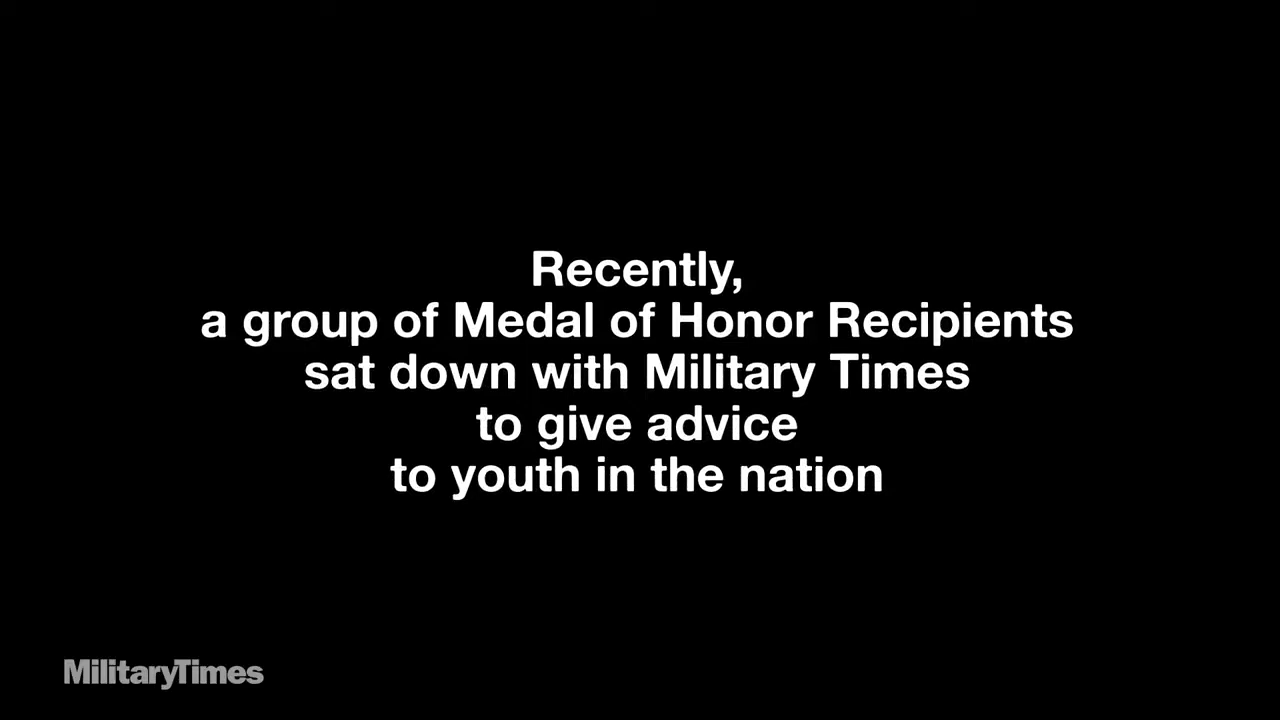 Recently,
a group of Medal of Honor Recipients
sat down with Military Times
to give advice
to youth in the nation
MilitaryTimes